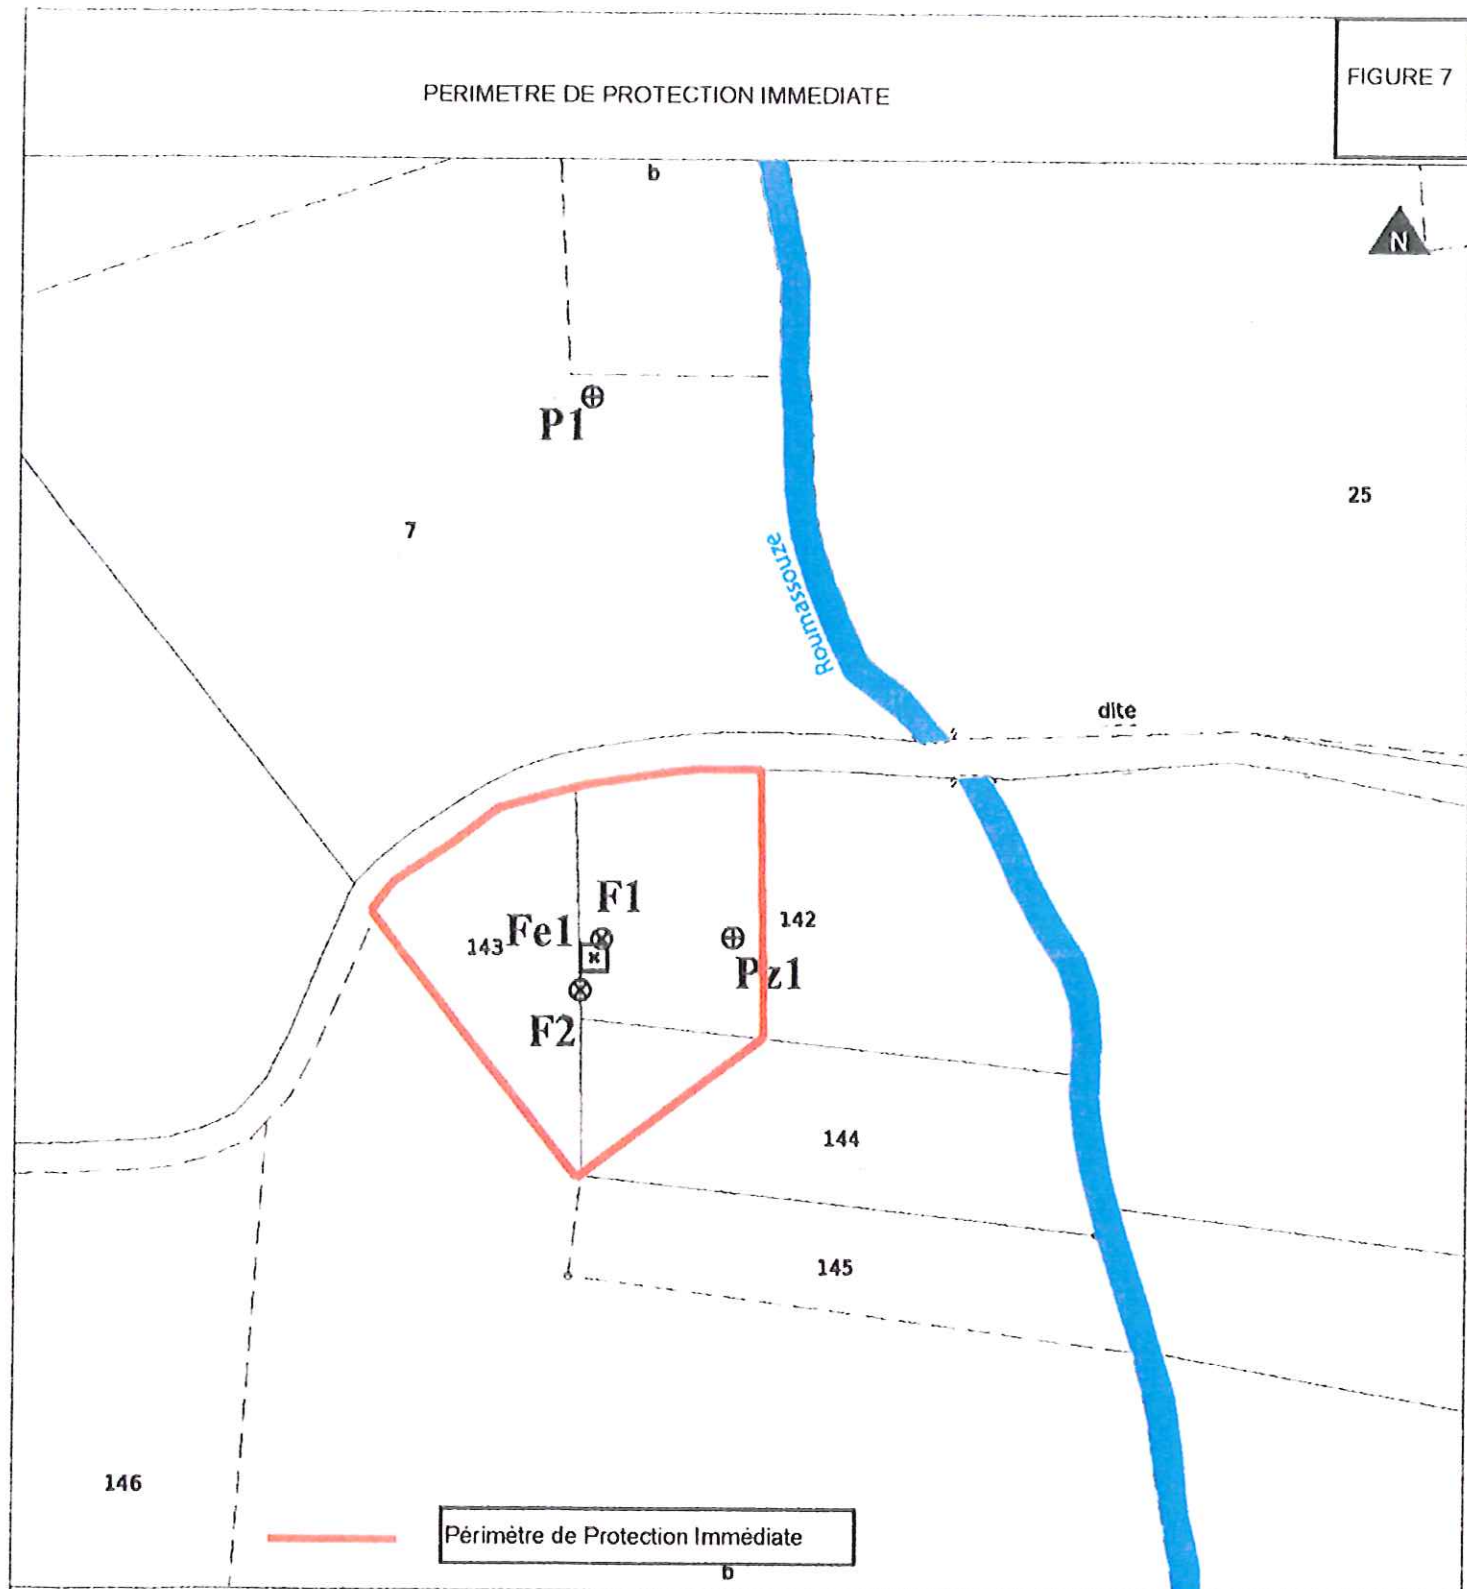 PERIMETRE DE PROTECTION IMMEDIATE
FIGURE 7
b
N
P1
25
7
Roumassouze
dite
F1
142
143
Fe1
Pz1
F2
144
145
146
Périmètre de Protection Immédiate
b